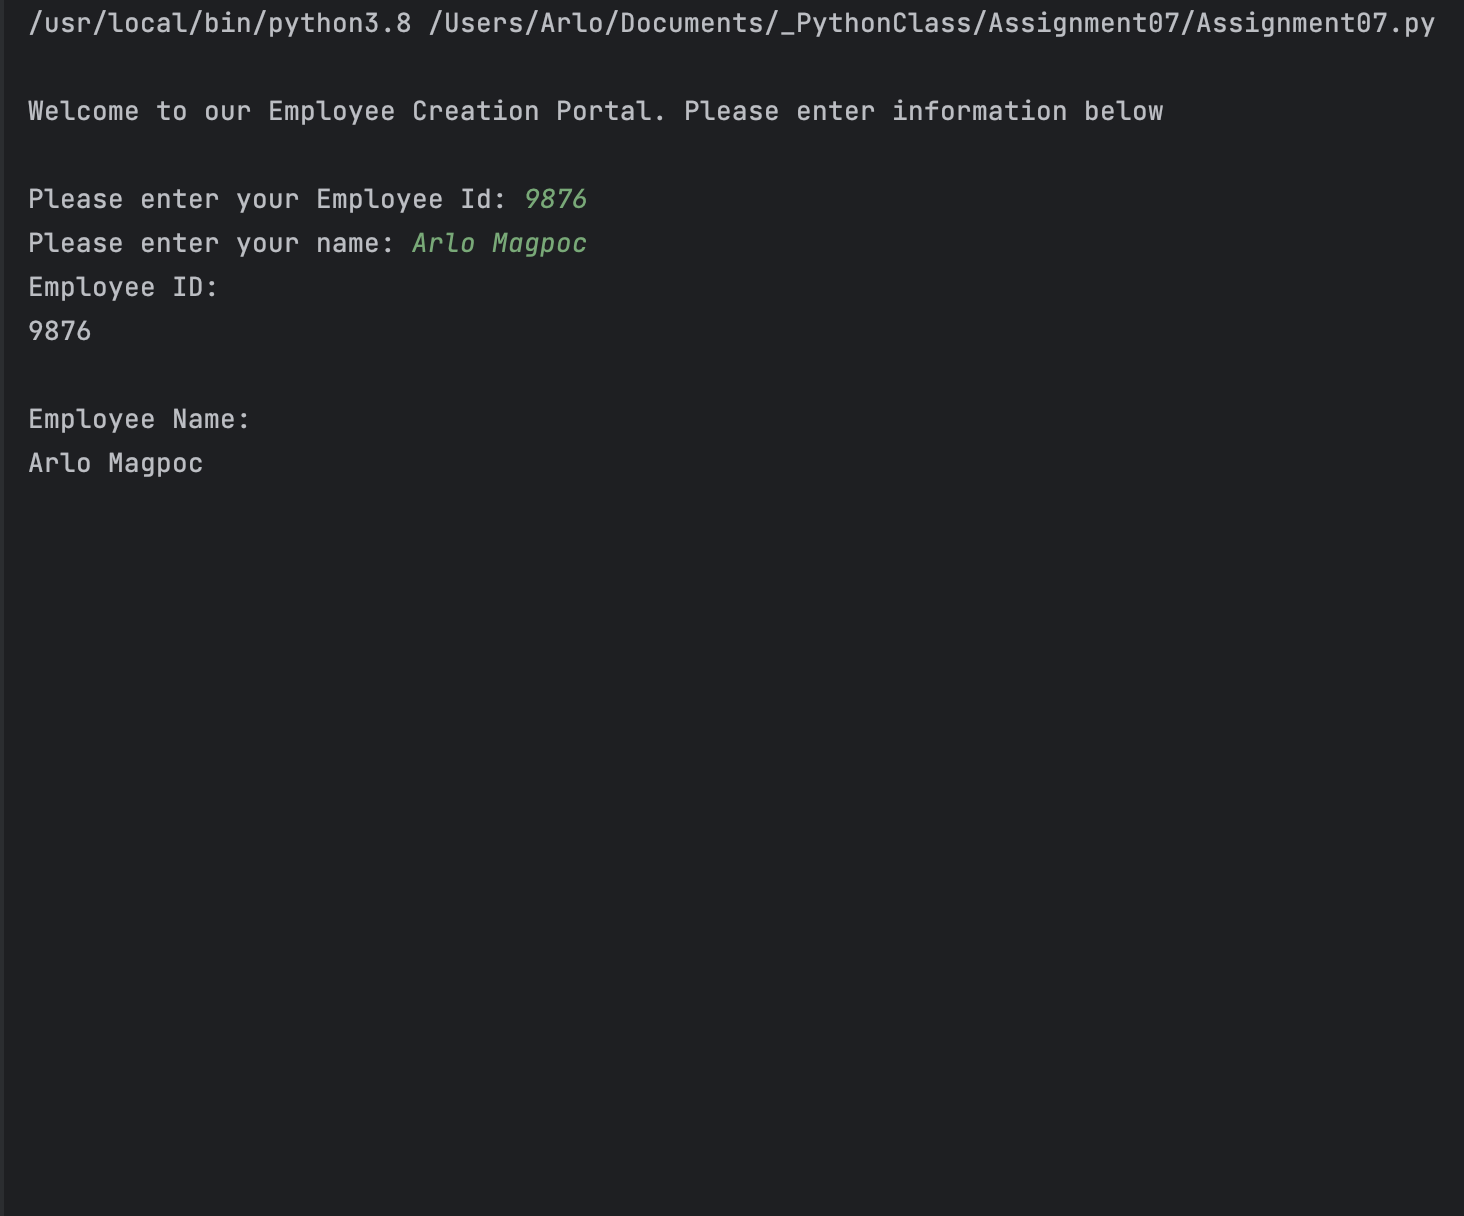 /usr/local/bin/python3.8 /Users/Arlo/Documents/_PythonClass/Assignment07/Assignment07.py
Welcome to our Employee Creation Portal. Please enter information below
Please enter your Employee Id: 9876
Please enter your name: Arlo Magpoc
Employee ID:
9876
Employee Name:
Arlo Magpoc